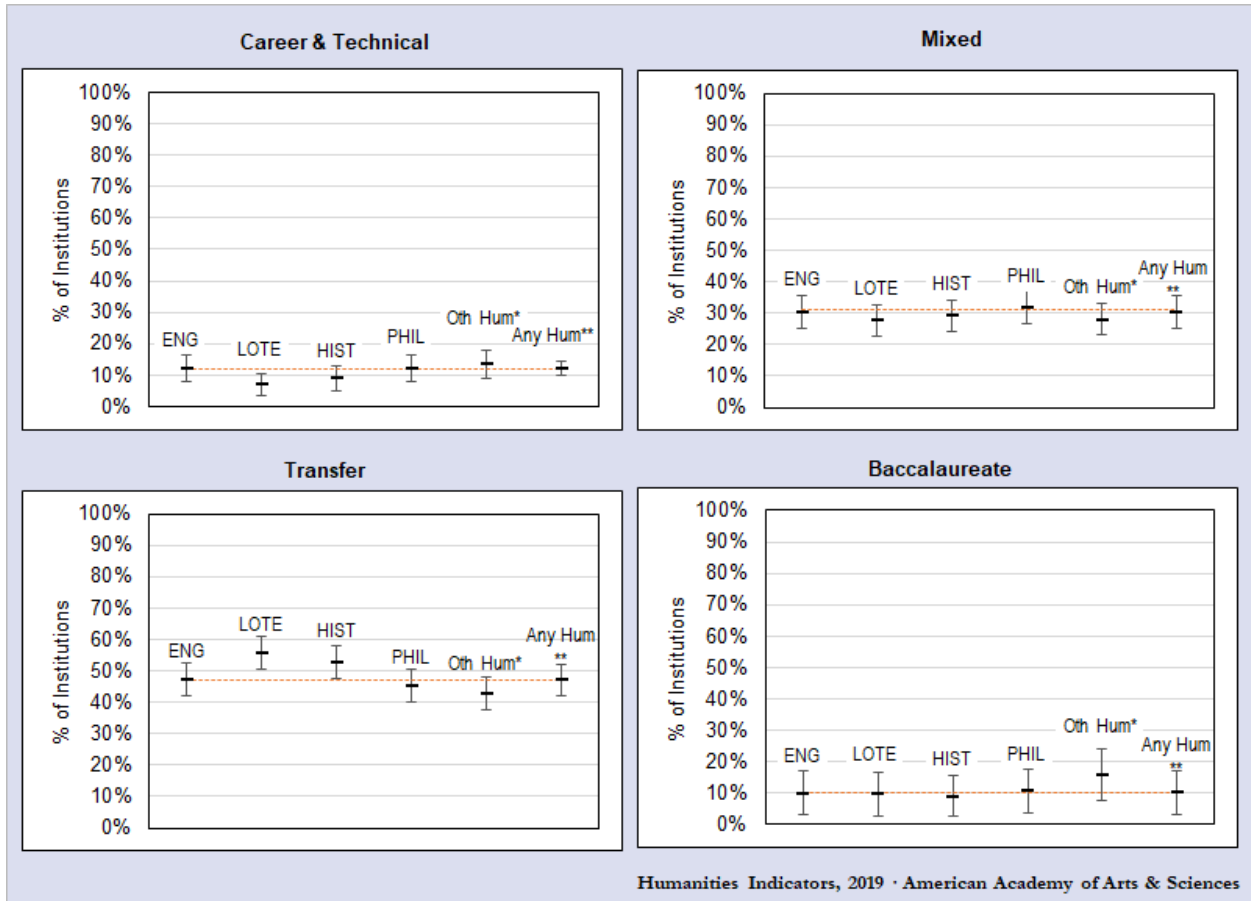 Career & Technical
100%
90%
80%
70%
60%
50%
40%
30%
20%
10%
0%
% of Institutions
ENG
LOTE
HIST
PHIL
Oth Hum*
Any Hum**
Mixed
100%
90%
80%
70%
60%
50%
40%
30%
20%
10%
0%
% of Institutions
ENG
LOTE
HIST
PHIL
Oth Hum*
Any Hum
**
Transfer
100%
90%
80%
70%
60%
50%
40%
30%
20%
10%
0%
% of Institutions
ENG
LOTE
HIST
PHIL
Oth Hum*
Any Hum
**
Baccalaureate
100%
90%
80%
70%
60%
50%
40%
30%
20%
10%
0%
% of Institutions
ENG
LOTE
HIST
PHIL
Oth Hum*
Any Hum
**
Humanities Indicators, 2019 · American Academy of Arts & Sciences